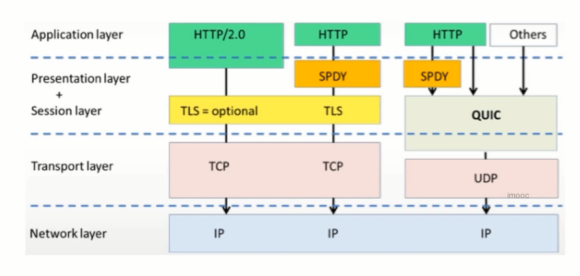 Application layer
HTTP/2.0
HTTP
HTTP
Others
Presentation layer
+
Session layer
SPDY
SPDY
TLS = optional
TLS
QUIC
Transport layer
TCP
TCP
UDP
imooc
Network layer
IP
IP
IP